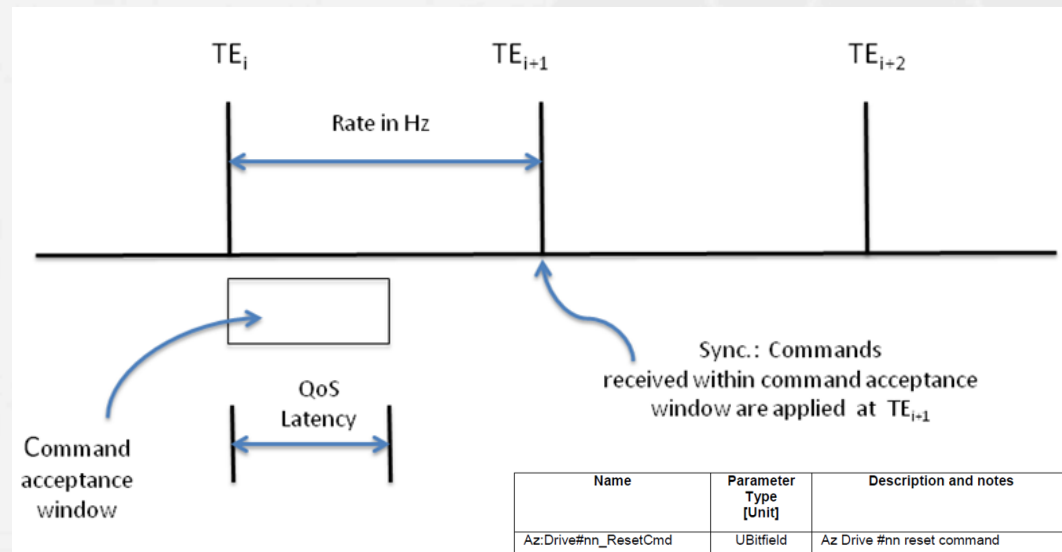 TEi
TEi+1
TEi+2
Rate in Hz
Sync.: Commands
received within command acceptance
window are applied at TEi+1
QoS
Latency
Command
acceptance
window
Name
Parameter
Type
[Unit]
Description and notes
Az:Drive#nn_ResetCmd
UBitfield
Az Drive #nn reset command